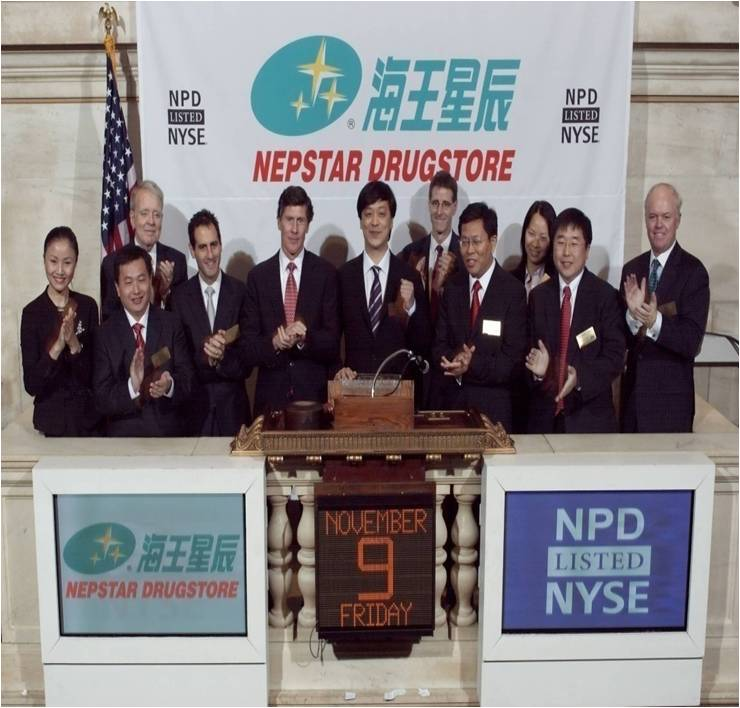 海王星辰
®
NEPSTAR DRUGSTORE
NPD
LISTED
NYSE
NPD
LISTED
NYSE
海王星辰
NEPSTAR DRUGSTORE
NOVEMBER
9
FRIDAY
NPD
LISTED
NYSE